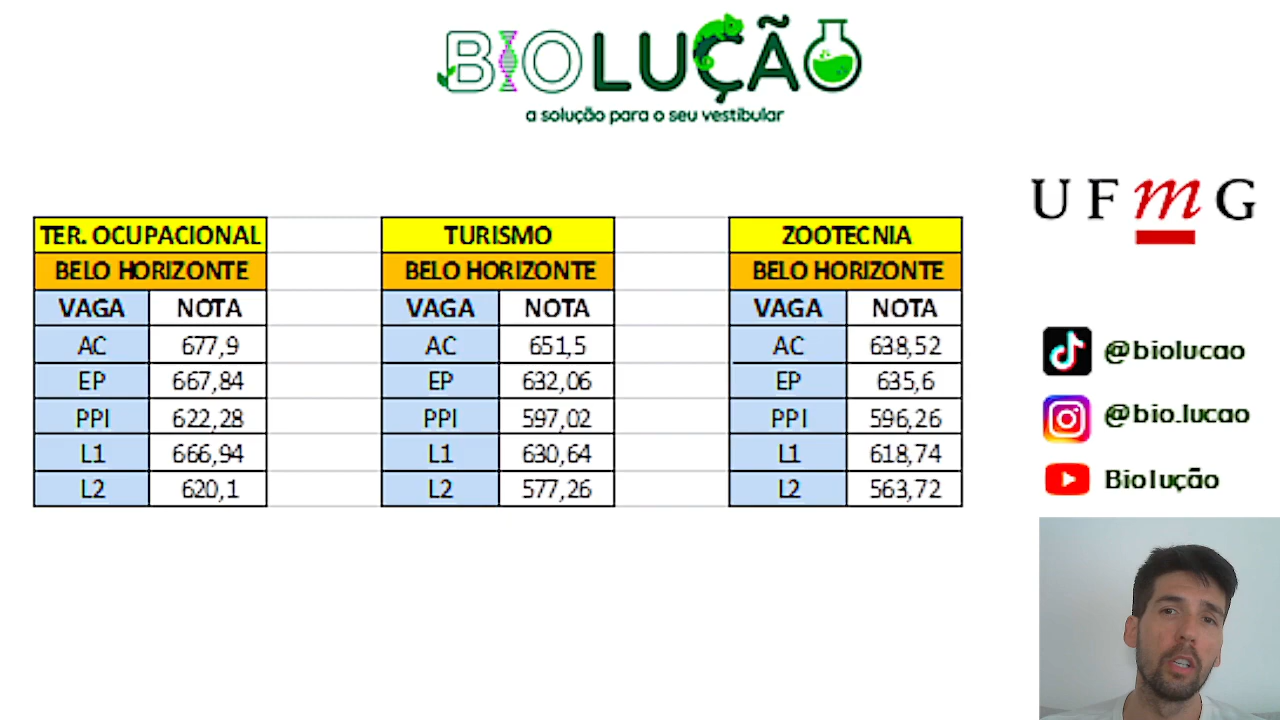 BIOLUÇÃO
a solução para o seu vestibular
UFmG
TER. OCUPACIONAL
BELO HORIZONTE
VAGA NOTA
AC 677,9
EP 667,84
PPI 622,28
L1 666,94
L2 620,1
TURISMO
BELO HORIZONTE
VAGA NOTA
AC 651,5
EP 632,06
PPI 597,02
L1 630,64
L2 577,26
ZOOTECNIA
BELO HORIZONTE
VAGA NOTA
AC 638,52
EP 635,6
PPI 596,26
L1 618,74
L2 563,72
@biolucao
@bio.lucao
Biolução